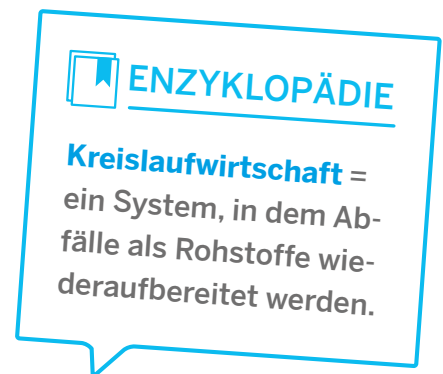 ENZYKLOPÄDIE
Kreislaufwirtschaft =
ein System, in dem Ab-
fälle als Rohstoffe wie-
deraufbereitet werden.